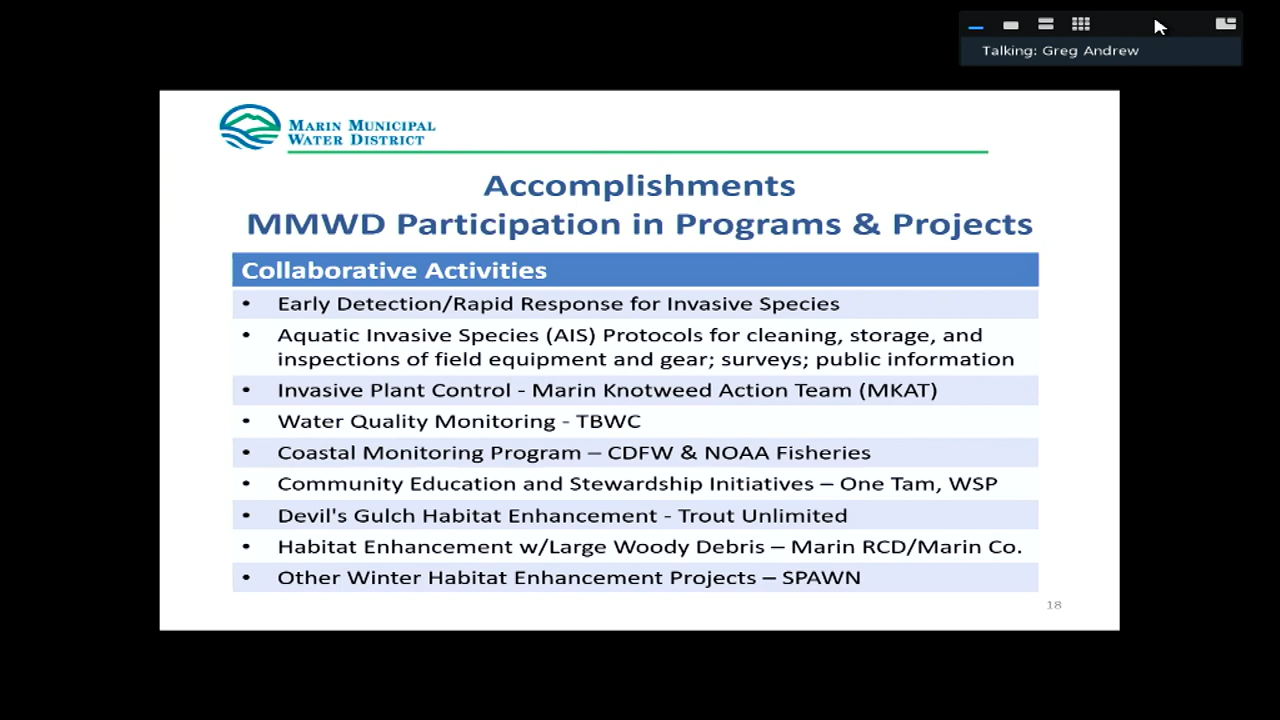 Talking: Greg Andrew
MARIN MUNICIPAL
WATER DISTRICT
Accomplishments
MMWD Participation in Programs & Projects
Collaborative Activities
• Early Detection/Rapid Response for Invasive Species
• Aquatic Invasive Species (AIS) Protocols for cleaning, storage, and
inspections of field equipment and gear; surveys; public information
• Invasive Plant Control - Marin Knotweed Action Team (MKAT)
• Water Quality Monitoring - TBWC
• Coastal Monitoring Program – CDFW & NOAA Fisheries
• Community Education and Stewardship Initiatives – One Tam, WSP
• Devil's Gulch Habitat Enhancement - Trout Unlimited
• Habitat Enhancement w/Large Woody Debris – Marin RCD/Marin Co.
• Other Winter Habitat Enhancement Projects – SPAWN
18